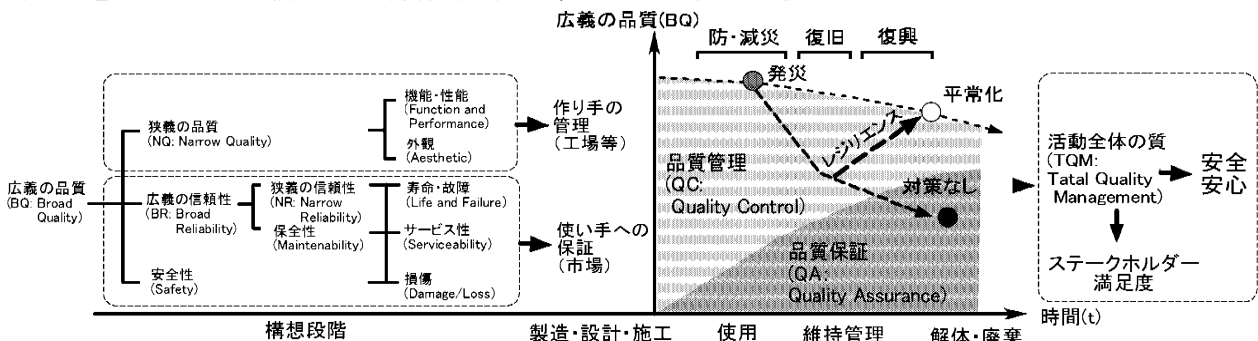 広義の品質
(BQ: Broad
Quality)
狭義の品質
(NQ: Narrow Quality)
広義の信頼性
(BR: Broad
Reliability)
安全性
(Safety)
狭義の信頼性
(NR: Narrow
Reliability)
保全性
(Maintenability)
機能・性能
(Function and
Performance)
外観
(Aesthetic)
寿命・故障
(Life and Failure)
サービス性
(Serviceability)
損傷
(Damage/Loss)
作り手の
管理
(工場等)
使い手への
保証
(市場)
広義の品質(BQ)
防・減災
復旧
復興
発災
平常化
レジリエンス
品質管理
(QC:
Quality Control)
対策なし
品質保証
(QA:
Quality Assurance)
活動全体の質
(TQM:
Tatal Quality
Management)
安全
安心
ステークホルダー
満足度
構想段階
製造・設計・施工
使用
維持管理
解体・廃棄
時間(t)